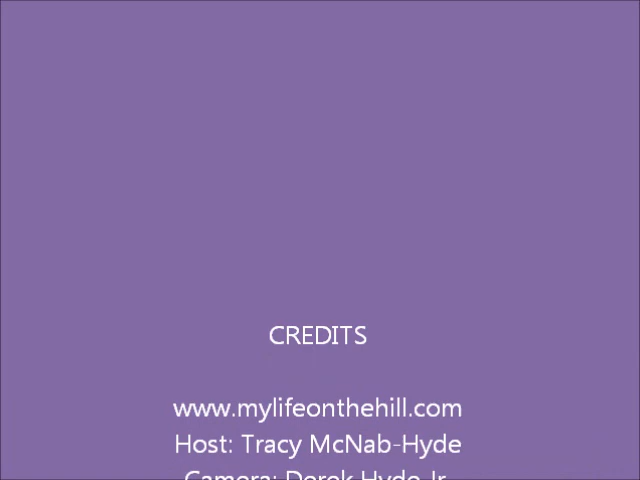 CREDITS
www.mylifeonthehill.com
Host: Tracy McNab-Hyde
Camera: Derek Hyde Jr